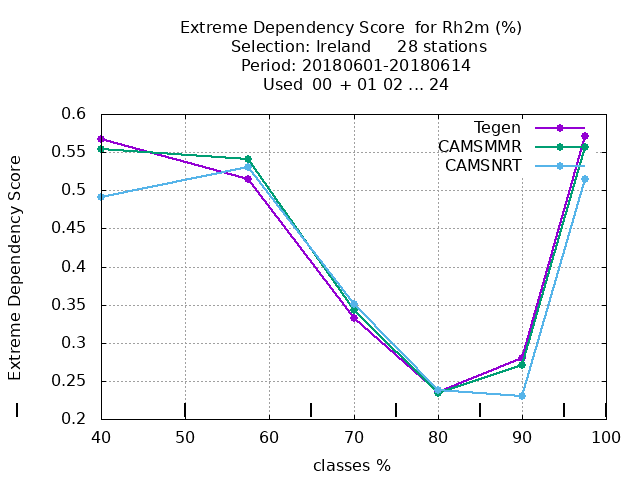 Extreme Dependency Score for Rh2m (%)
Selection: Ireland 28 stations
Period: 20180601-20180614
Used 00 + 01 02 ... 24
Extreme Dependency Score
0.6
0.55
0.5
0.45
0.4
0.35
0.3
0.25
0.2
Tegen
CAMSMMR
CAMSNRT
40 50 60 70 80 90 100
classes %